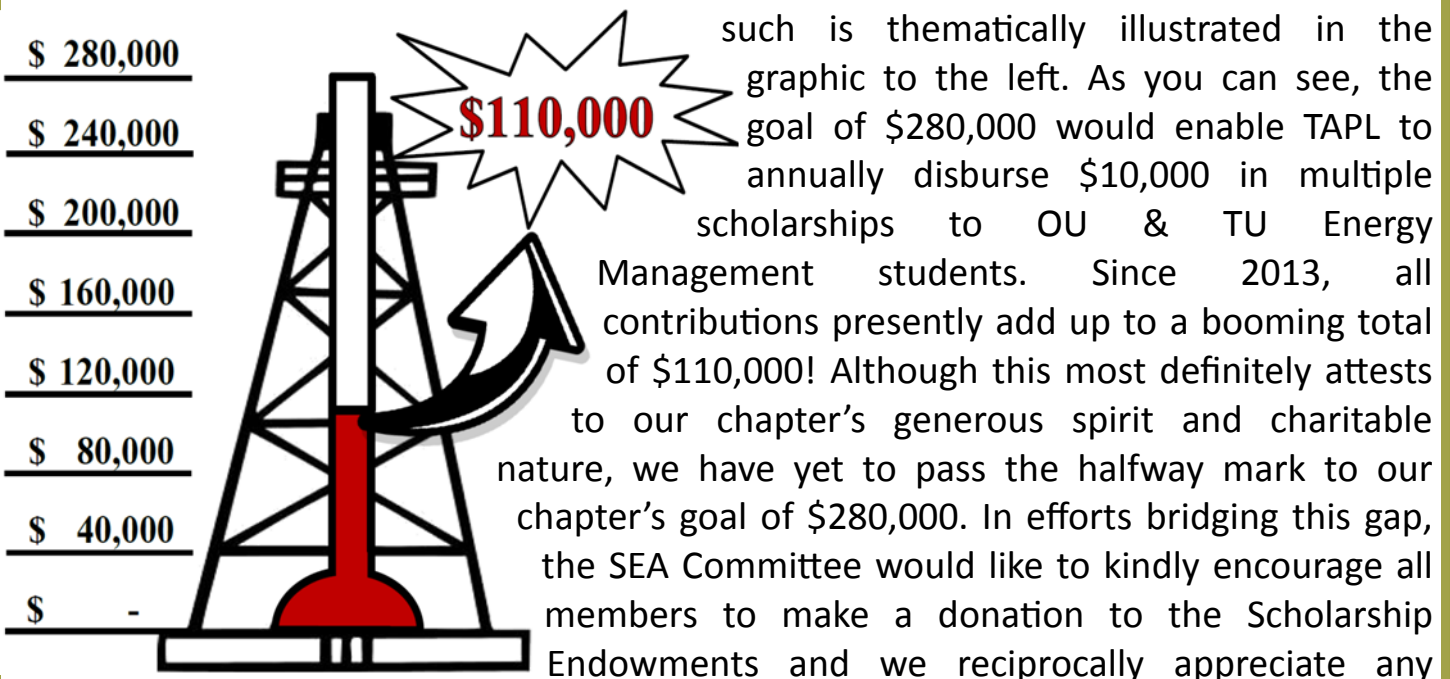 $ 280,000
$ 240,000
$ 200,000
$ 160,000
$ 120,000
$ 80,000
$ 40,000
$ -
$110,000
such is thematically illustrated in the
graphic to the left. As you can see, the
goal of $280,000 would enable TAPL to
annually disburse $10,000 in multiple
scholarships to OU & TU Energy
Management students. Since 2013, all
contributions presently add up to a booming total
of $110,000! Although this most definitely attests
to our chapter’s generous spirit and charitable
nature, we have yet to pass the halfway mark to our
chapter’s goal of $280,000. In efforts bridging this gap,
the SEA Committee would like to kindly encourage all
members to make a donation to the Scholarship
Endowments and we reciprocally appreciate any